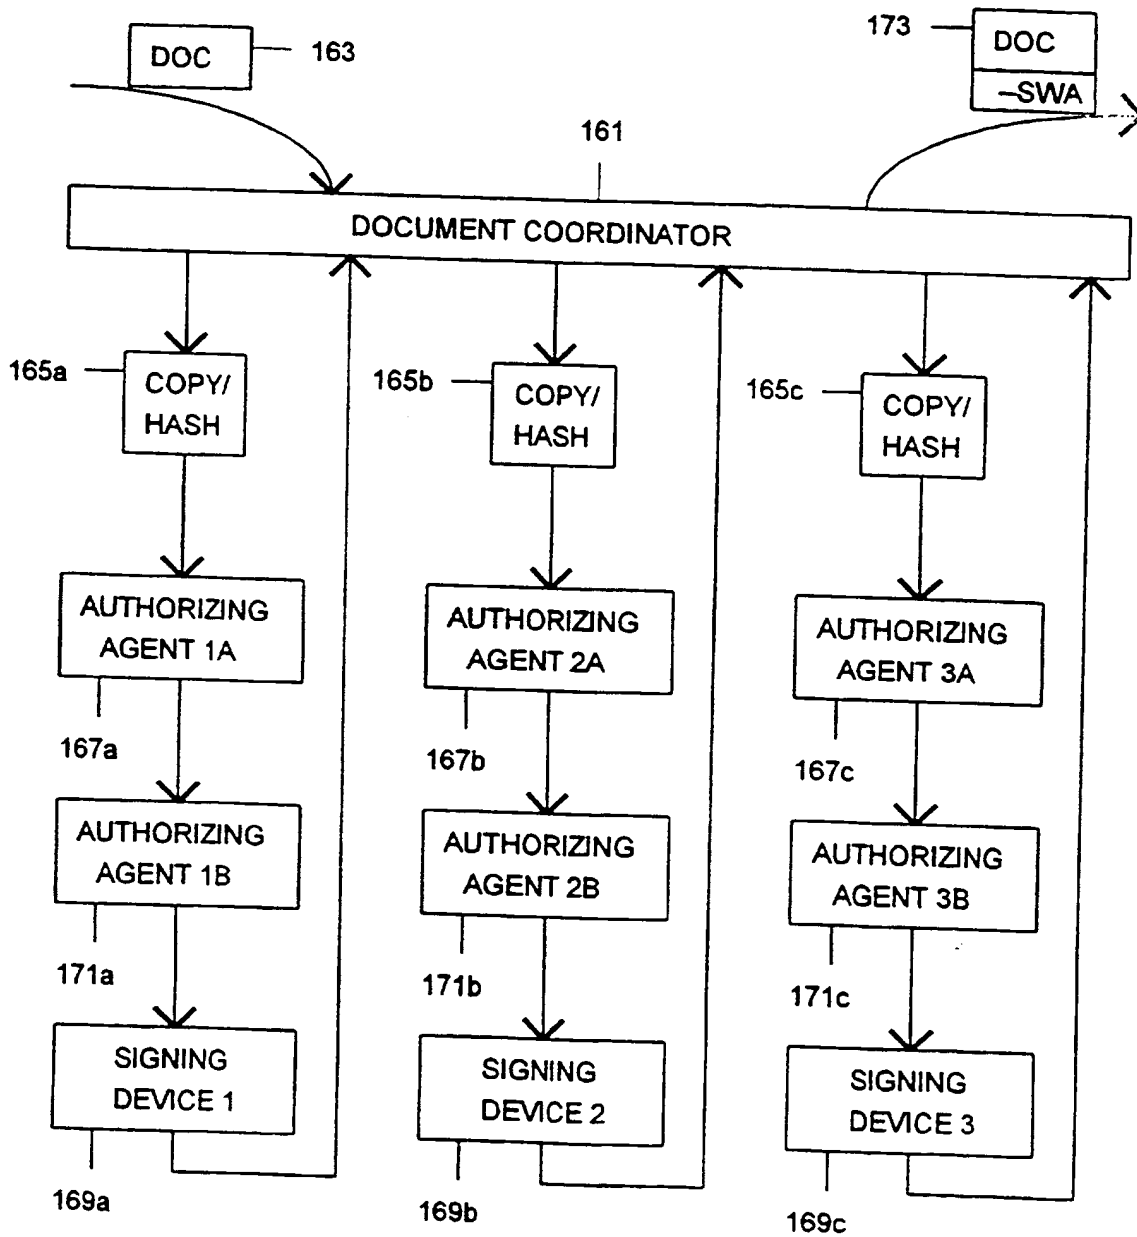 DOC
163
173
DOC
–SWA
161
DOCUMENT COORDINATOR
165a
COPY/
HASH
165b
COPY/
HASH
165c
COPY/
HASH
AUTHORIZING
AGENT 1A
AUTHORIZING
AGENT 2A
AUTHORIZING
AGENT 3A
167a
167b
167c
AUTHORIZING
AGENT 1B
AUTHORIZING
AGENT 2B
AUTHORIZING
AGENT 3B
171a
171b
171c
SIGNING
DEVICE 1
SIGNING
DEVICE 2
SIGNING
DEVICE 3
169a
169b
169c